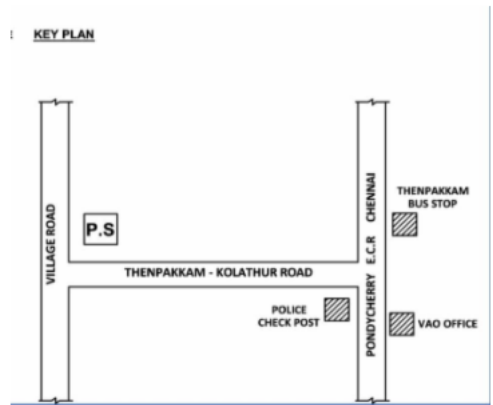 KEY PLAN
THENPAKKAM
BUS STOP
VILLAGE ROAD
P.S
PONDYCHERRY E.C.R CHENNAI
THENPAKKAM - KOLATHUR ROAD
POLICE
CHECK POST
VAO OFFICE